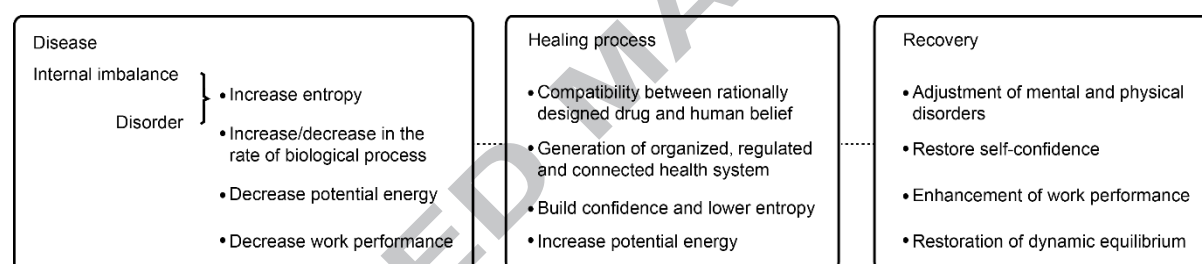 Disease
Internal imbalance
Disorder
• Increase entropy
• Increase/decrease in the
rate of biological process
• Decrease potential energy
• Decrease work performance
Healing process
• Compatibility between rationally
designed drug and human belief
• Generation of organized, regulated
and connected health system
• Build confidence and lower entropy
• Increase potential energy
Recovery
• Adjustment of mental and physical
disorders
• Restore self-confidence
• Enhancement of work performance
• Restoration of dynamic equilibrium
ED MA